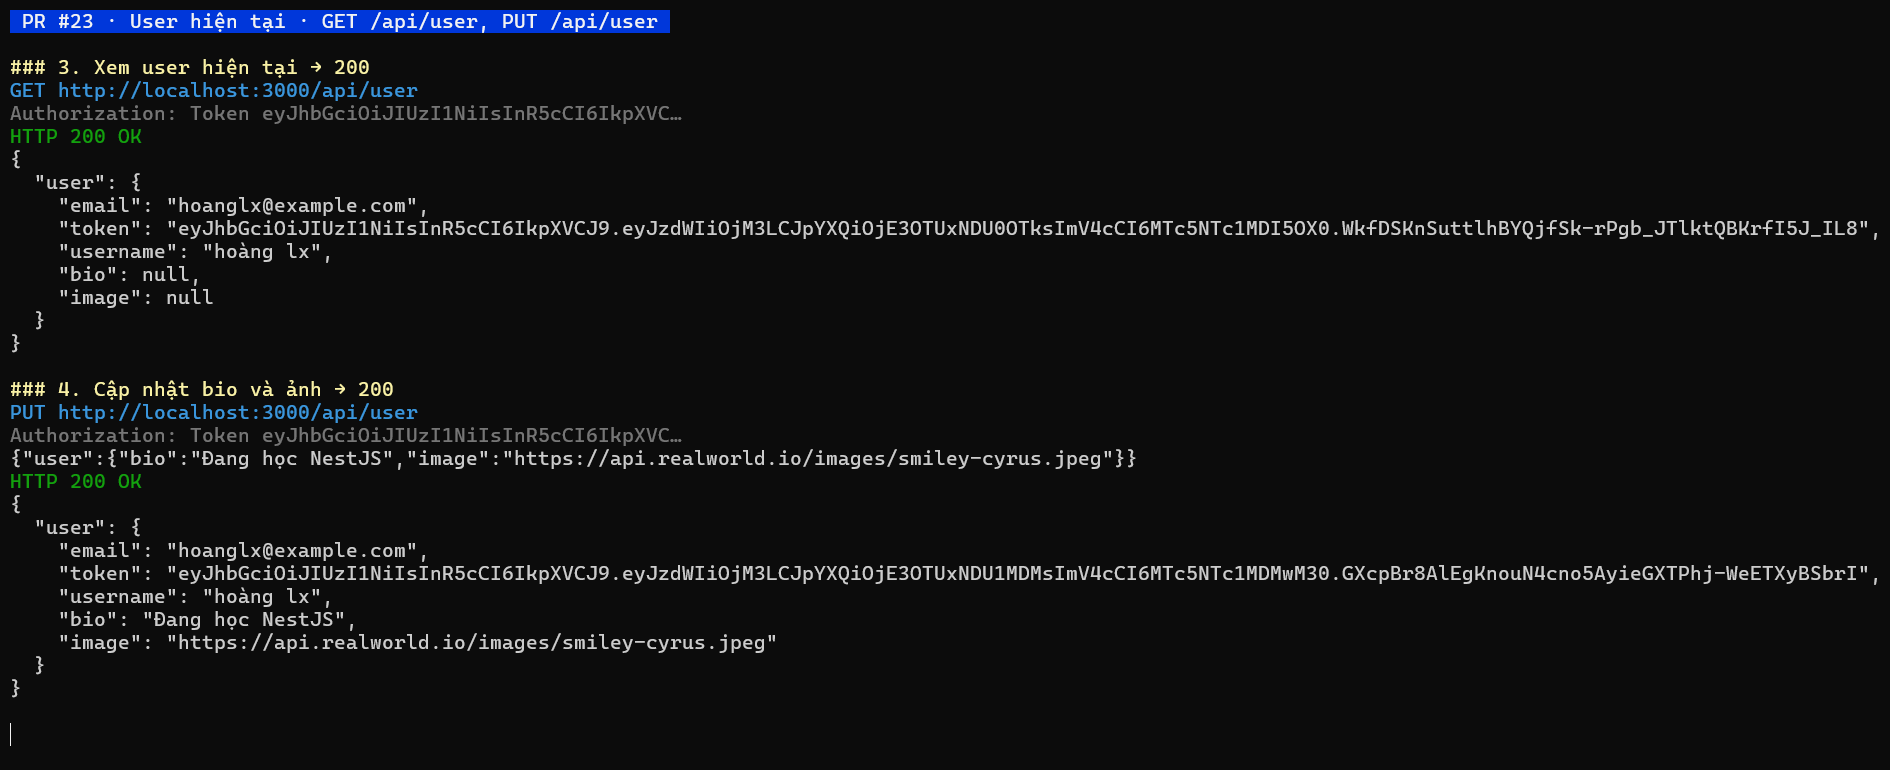 PR #23 · User hiện tại · GET /api/user, PUT /api/user
### 3. Xem user hiện tại → 200
GET http://localhost:3000/api/user
Authorization: Token eyJhbGciOiJIUzI1NiIsInR5cCI6IkpXVC…
HTTP 200 OK
{
  "user": {
    "email": "hoanglx@example.com",
    "token": "eyJhbGciOiJIUzI1NiIsInR5cCI6IkpXVCJ9.eyJzdWIiOjM3LCJpYXQiOjE3OTUxNDU0OTksImV4cCI6MTc5NTc1MDI5OX0.WkfDSKnSuttlhBYQjfSk-rPgb_JTlktQBKrfI5J_IL8",
    "username": "hoàng lx",
    "bio": null,
    "image": null
  }
}
### 4. Cập nhật bio và ảnh → 200
PUT http://localhost:3000/api/user
Authorization: Token eyJhbGciOiJIUzI1NiIsInR5cCI6IkpXVC…
{"user":{"bio":"Đang học NestJS","image":"https://api.realworld.io/images/smiley-cyrus.jpeg"}}
HTTP 200 OK
{
  "user": {
    "email": "hoanglx@example.com",
    "token": "eyJhbGciOiJIUzI1NiIsInR5cCI6IkpXVCJ9.eyJzdWIiOjM3LCJpYXQiOjE3OTUxNDU1MDMsImV4cCI6MTc5NTc1MDMwM30.GXcpBr8AlEgKnouN4cno5AyieGXTPhj-WeETXyBSbrI",
    "username": "hoàng lx",
    "bio": "Đang học NestJS",
    "image": "https://api.realworld.io/images/smiley-cyrus.jpeg"
  }
}